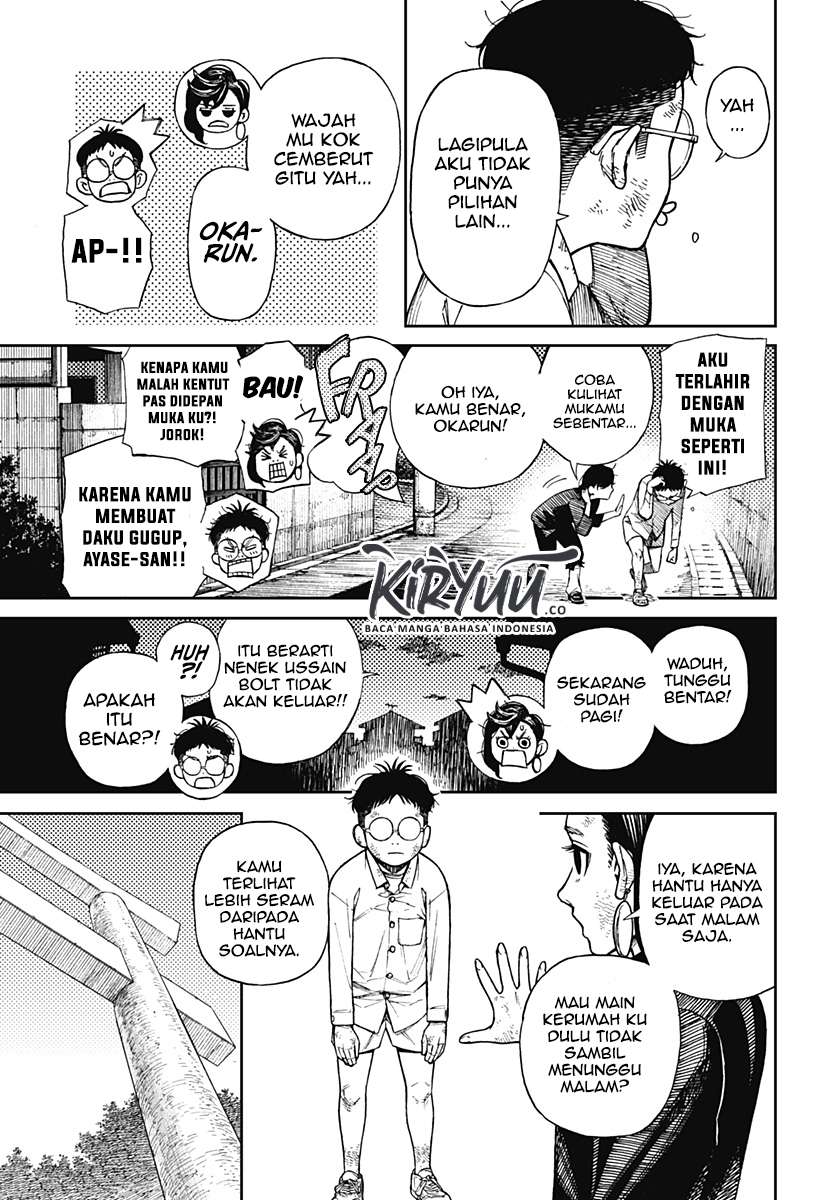 YAH
...
LAGIPULA
AKU TIDAK
PUNYA
PILIHAN
LAIN...
WAJAH
MU KOK
CEMBERUT
GITU YAH...
OKA-
RUN.
AP-!!
AKU
TERLAHIR
DENGAN
MUKA
SEPERTI
INI!
COBA
KULIHAT
MUKAMU
SEBENTAR...
OH IYA,
KAMU BENAR,
OKARUN!
FRAAP
BAU!
KENAPA KAMU
MALAH KENTUT
PAS DIDEPAN
MUKA KU?!
JOROK!
KARENA KAMU
MEMBUAT
DAKU GUGUP,
AYASE-SAN!!
KIRYUU.CO
BACA MANGA BAHASA INDONESIA
WADUH,
TUNGGU
BENTAR!
SEKARANG
SUDAH
PAGI!
ITU BERARTI
NENEK USSAIN
BOLT TIDAK
AKAN KELUAR!!
HUH
?!
APAKAH
ITU
BENAR?!
IYA, KARENA
HANTU HANYA
KELUAR PADA
SAAT MALAM
SAJA.
MAU MAIN
KERUMAH KU
DULU TIDAK
SAMBIL
MENUNGGU
MALAM?
KAMU
TERLIHAT
LEBIH SERAM
DARIPADA
HANTU
SOALNYA.